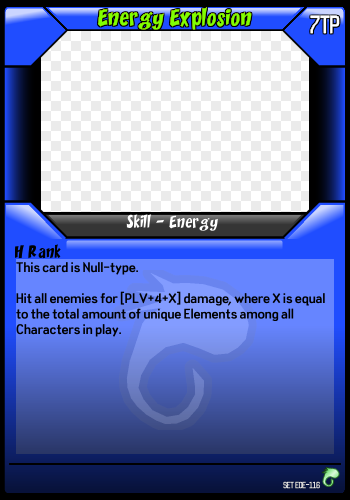 Energy Explosion
7TP
Skill - Energy
H Rank
This card is Null-type.
Hit all enemies for [PLV+4+X] damage, where X is equal
to the total amount of unique Elements among all
Characters in play.
SET EDE-116